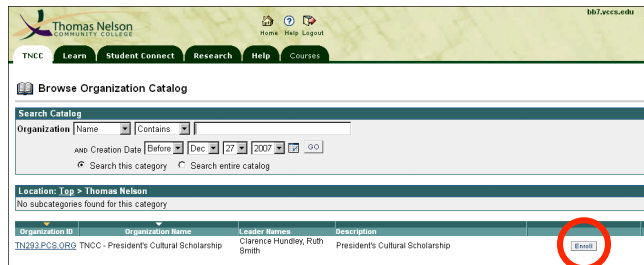 bb7.vccs.edu
Thomas Nelson
COMMUNITY COLLEGE
Home Help Logout
TNCC Learn Student Connect Research Help Courses
Browse Organization Catalog
Search Catalog
Organization Name Contains
AND Creation Date Before Dec 27 2007 GO
Search this category Search entire catalog
Location: Top > Thomas Nelson
No subcategories found for this category
Organization ID Organization Name Leader Names Description
TN293.PCS.ORG TNCC - President's Cultural Scholarship Clarence Hundley, Ruth Smith President's Cultural Scholarship Enroll